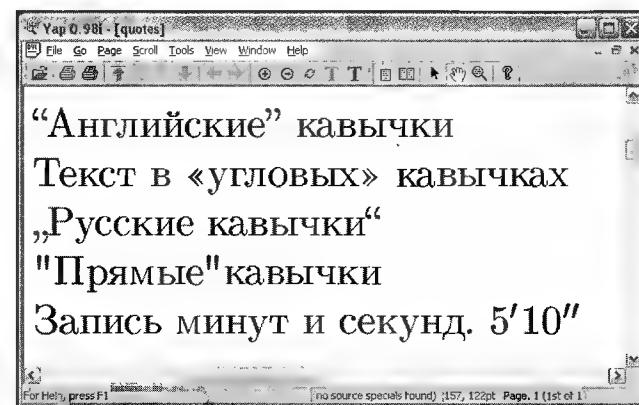 Yap 0.98i - [quotes]
File Go Page Scroll Tools View Window Help
“Английские” кавычки
Текст в «угловых» кавычках
„Русские кавычки“
"Прямые"кавычки
Запись минут и секунд. 5′10″
For Help, press F1 no source specials found) 157, 122pt Page. 1 (1st of 1)